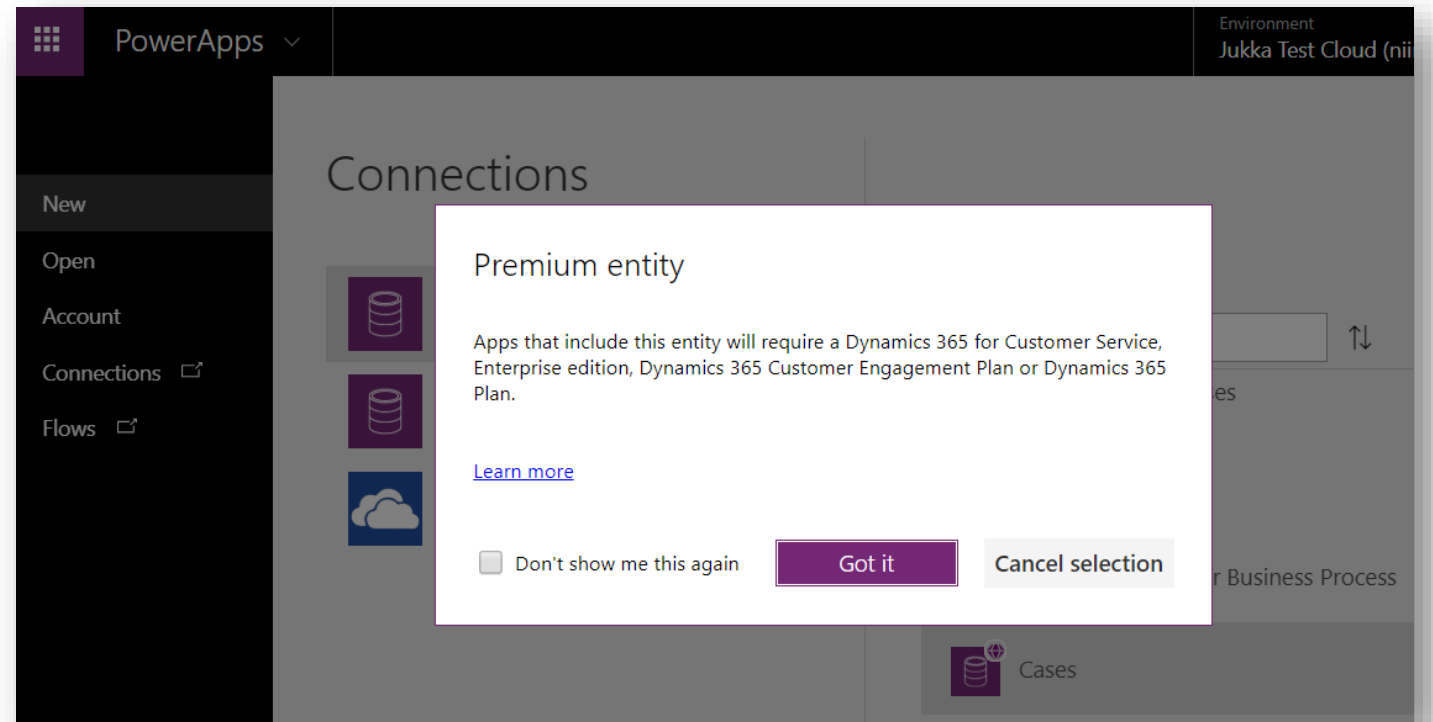 PowerApps
Environment
Jukka Test Cloud (nii
New
Open
Account
Connections
Flows
Connections
Premium entity
Apps that include this entity will require a Dynamics 365 for Customer Service,
Enterprise edition, Dynamics 365 Customer Engagement Plan or Dynamics 365
Plan.
Learn more
Don't show me this again
Got it
Cancel selection
es
r Business Process
Cases